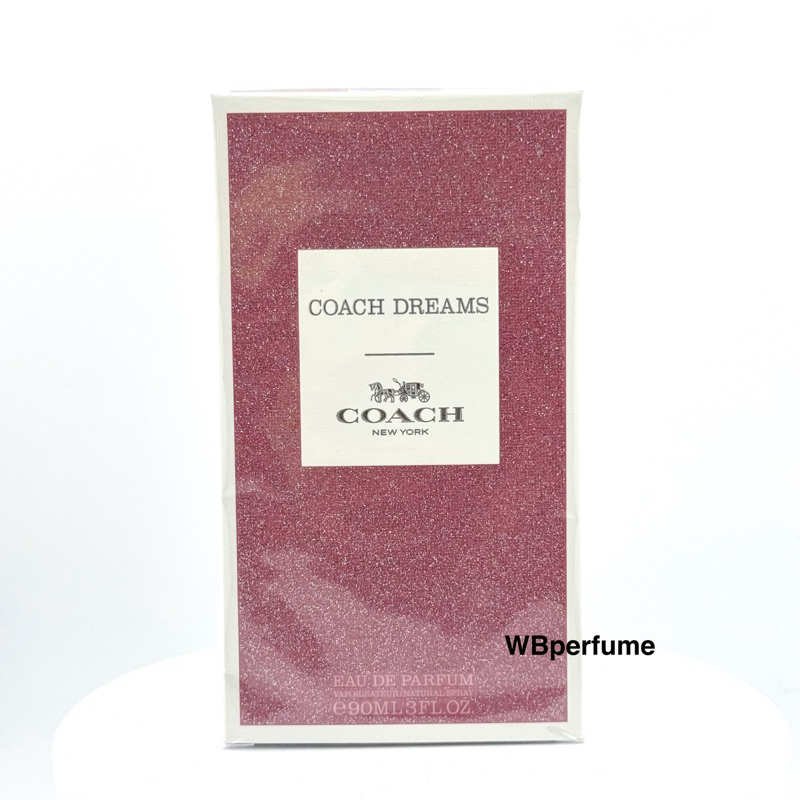 COACH DREAMS
COACH
NEW YORK
WBperfume
EAU DE PARFUM
VAPORISATEUR/NATURAL SPRAY
℮90ML 3FL.OZ